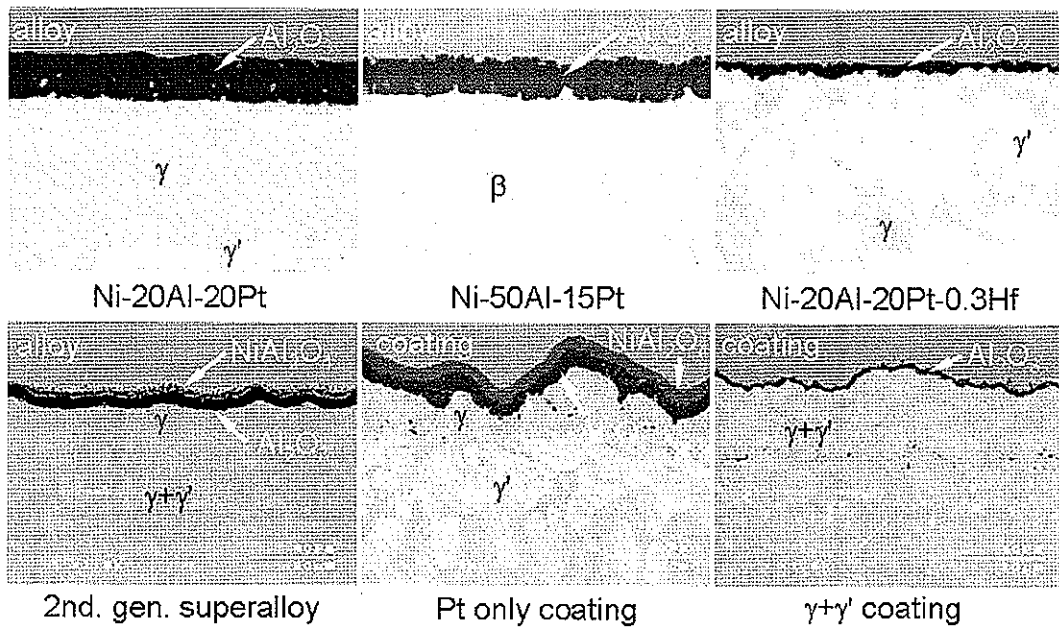 alloy
Al₂O₃
γ
γ'
Ni-20Al-20Pt
alloy
Al₂O₃
β
Ni-50Al-15Pt
alloy
Al₂O₃
γ'
γ
Ni-20Al-20Pt-0.3Hf
alloy
NiAl₂O₄
γ
Al₂O₃
γ+γ'
2nd. gen. superalloy
coating
NiAl₂O₄
γ
γ'
Pt only coating
coating
Al₂O₃
γ+γ'
γ+γ' coating